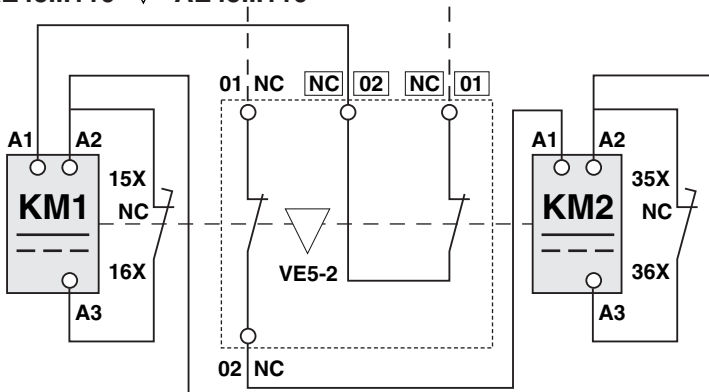 01 NC NC 02 NC 01
A1 A2 A1 A2
15X 35X
KM1 NC KM2 NC
16X VE5-2 36X
A3 A3
02 NC